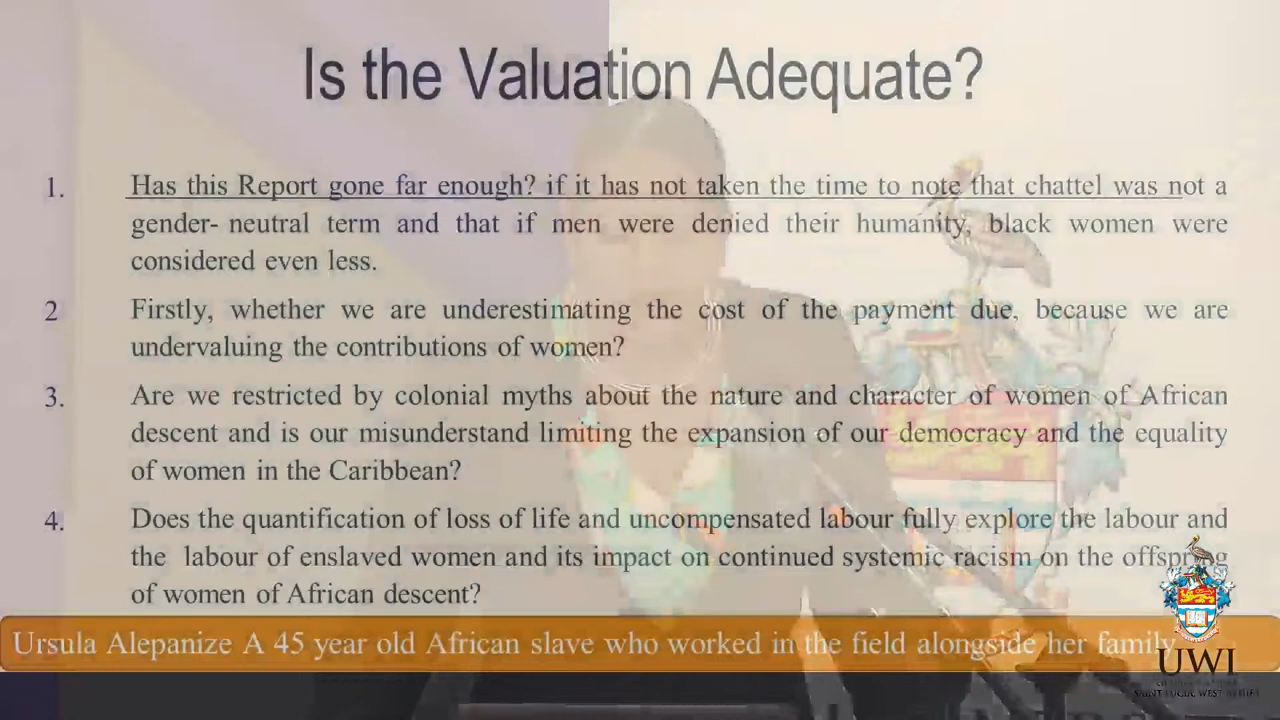 Is the Valuation Adequate?
1. Has this Report gone far enough? if it has not taken the time to note that chattel was not a
gender- neutral term and that if men were denied their humanity, black women were
considered even less.
2 Firstly, whether we are underestimating the cost of the payment due, because we are
undervaluing the contributions of women?
3. Are we restricted by colonial myths about the nature and character of women of African
descent and is our misunderstand limiting the expansion of our democracy and the equality
of women in the Caribbean?
4. Does the quantification of loss of life and uncompensated labour fully explore the labour and
the labour of enslaved women and its impact on continued systemic racism on the offspring
of women of African descent?
Ursula Alepanize A 45 year old African slave who worked in the field alongside her family
UWI